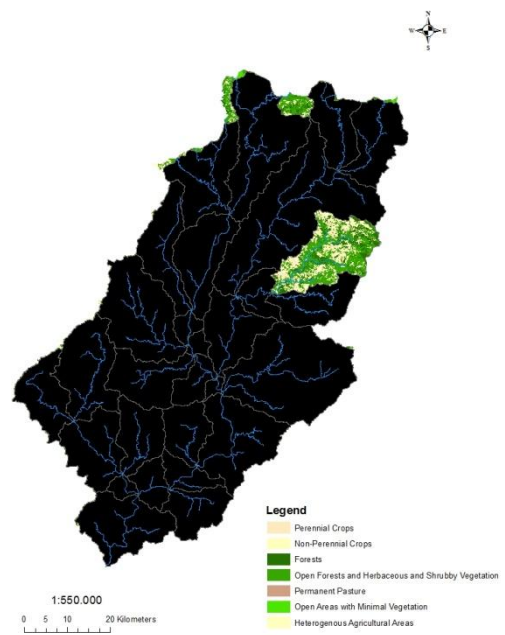 N
W E
S
Legend
Perennial Crops
Non-Perennial Crops
Forests
Open Forests and Herbaceous and Shrubby Vegetation
Permanent Pasture
Open Areas with Minimal Vegetation
Heterogenous Agricultural Areas
1:550.000
0 5 10 20 Kilometers